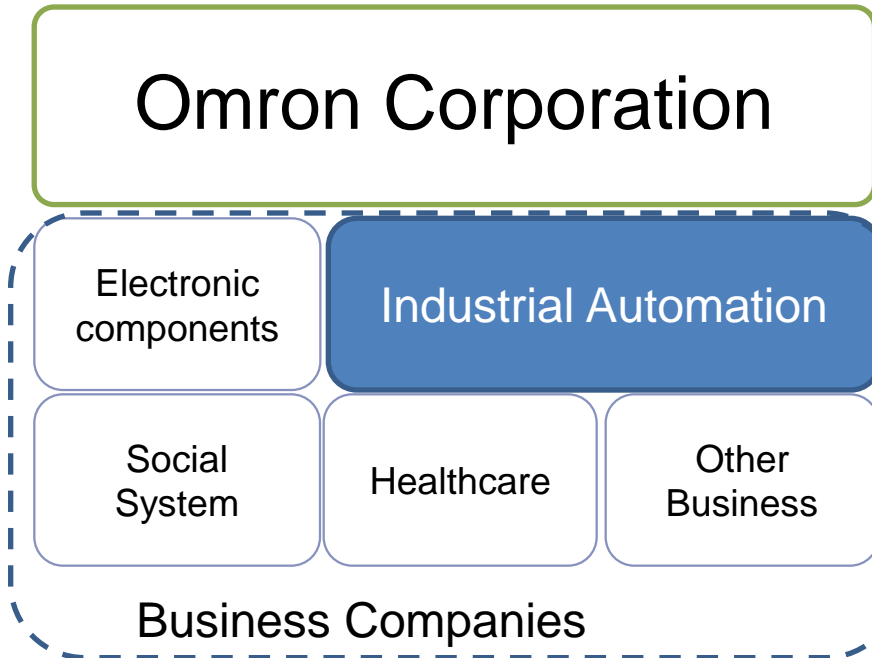 Omron Corporation
Electronic
components
Industrial Automation
Social
System
Healthcare
Other
Business
Business Companies